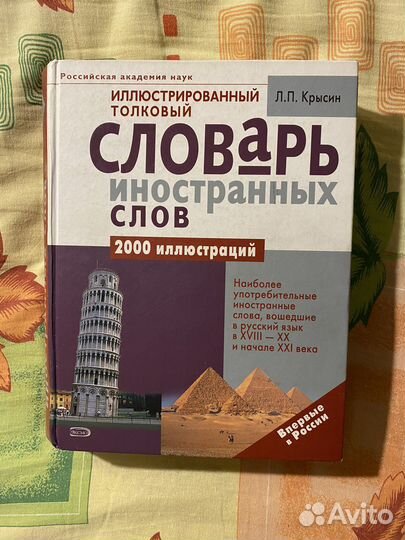 Российская академия наук
Л.П. Крысин
ИЛЛЮСТРИРОВАННЫЙ
ТОЛКОВЫЙ
СЛОВаРЬ
иностранных
СЛОВ
2000 иллюстраций
Наиболее
употребительные
иностранные
слова, вошедшие
в русский язык
в XVIII — XX
и начале XXI века
Впервые
в России
ЭКСМО
Avito